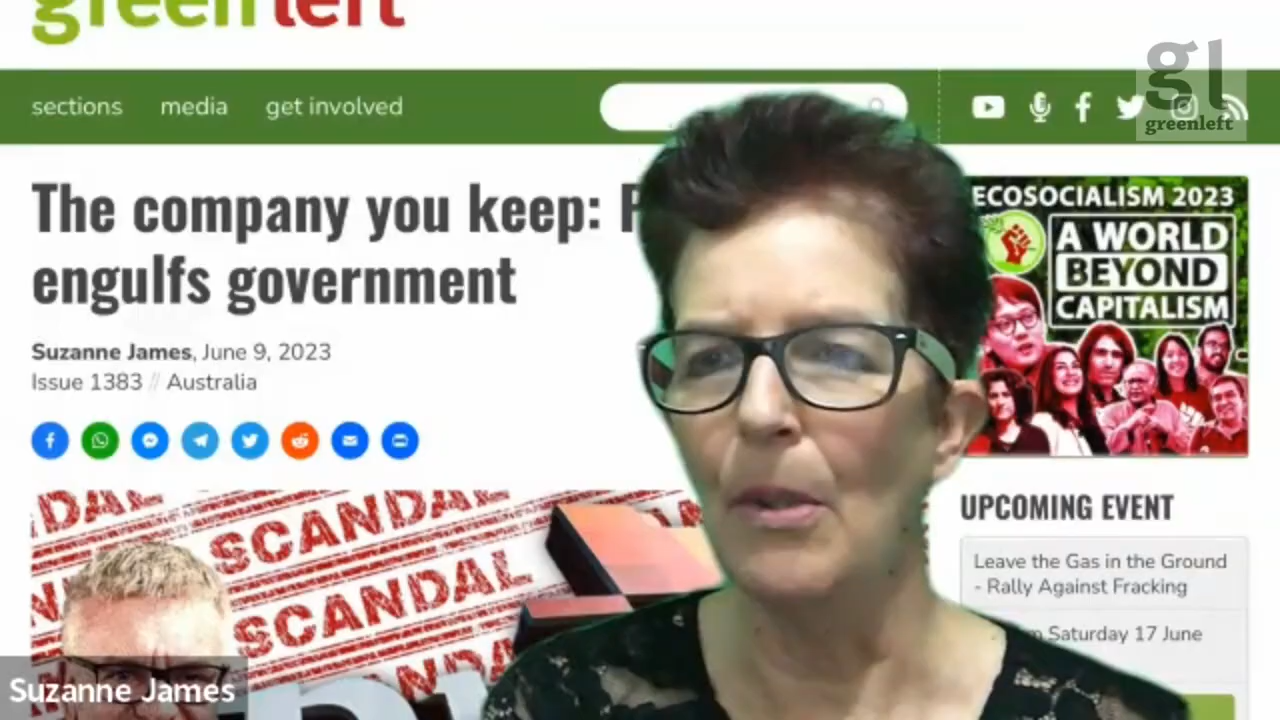 greenleft
sections
media
get involved
gl
greenleft
The company you keep:
engulfs government
Suzanne James, June 9, 2023
Issue 1383 // Australia
SCANDAL
SCANDAL
ECOSOCIALISM 2023
A WORLD
BEYOND
CAPITALISM
UPCOMING EVENT
Leave the Gas in the Ground
- Rally Against Fracking
Saturday 17 June
Suzanne James